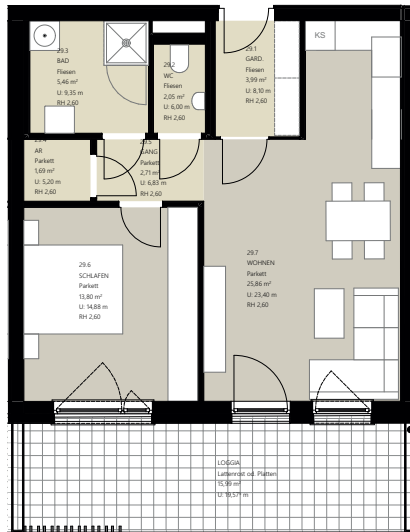 29.3
BAD
Fliesen
5,46 m²
U: 9,35 m
RH 2,60
29.2
WC
Fliesen
2,05 m²
U: 6,00 m
RH 2,60
29.1
GARD.
Fliesen
3,99 m²
U: 8,10 m
RH 2,60
KS
AR
Parkett
1,69 m²
U: 5,20 m
RH 2,60
29.5
GANG
Parkett
2,71 m²
U: 6,83 m
RH 2,60
29.6
SCHLAFEN
Parkett
13,80 m²
U: 14,88 m
RH 2,60
29.7
WOHNEN
Parkett
25,86 m²
U: 23,40 m
RH 2,60
LOGGIA
Lattenrost od. Platten
15,99 m²
U: 19,57 m